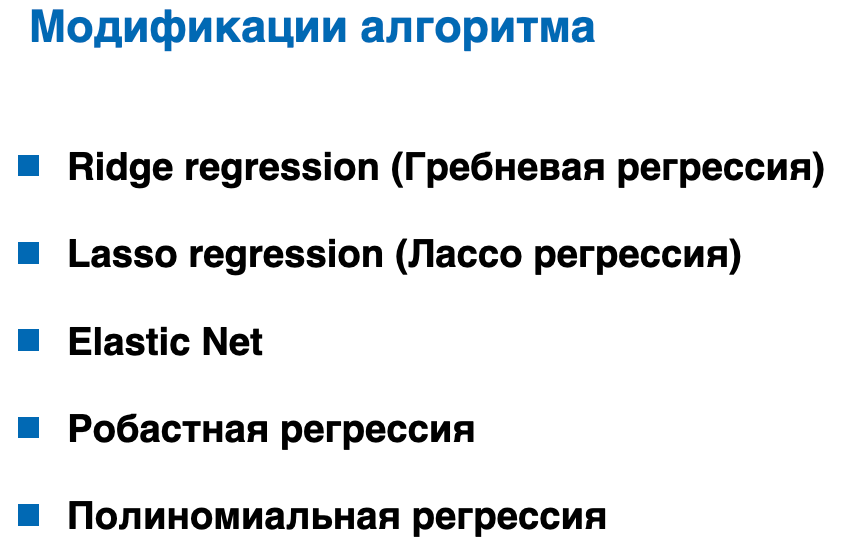 Модификации алгоритма
Ridge regression (Гребневая регрессия)
Lasso regression (Лассо регрессия)
Elastic Net
Робастная регрессия
Полиномиальная регрессия